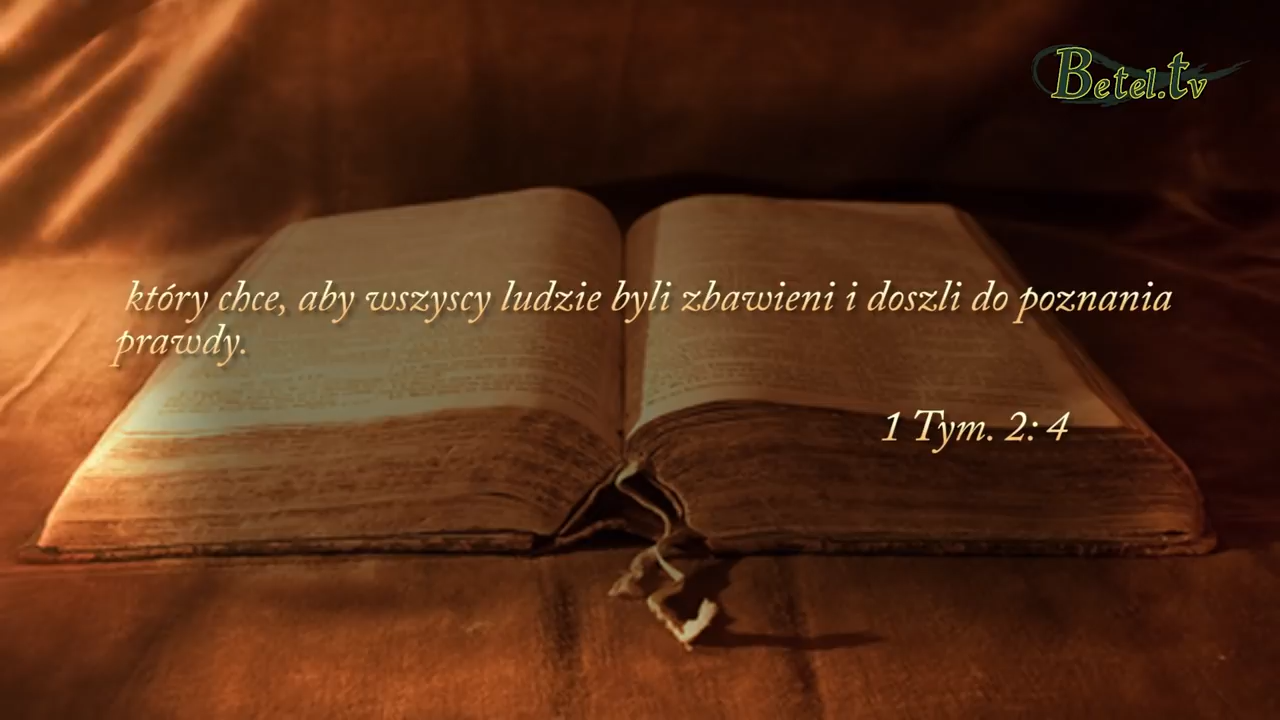 Betel.tv
który chce, aby wszyscy ludzie byli zbawieni i doszli do poznania
prawdy.
1 Tym. 2: 4